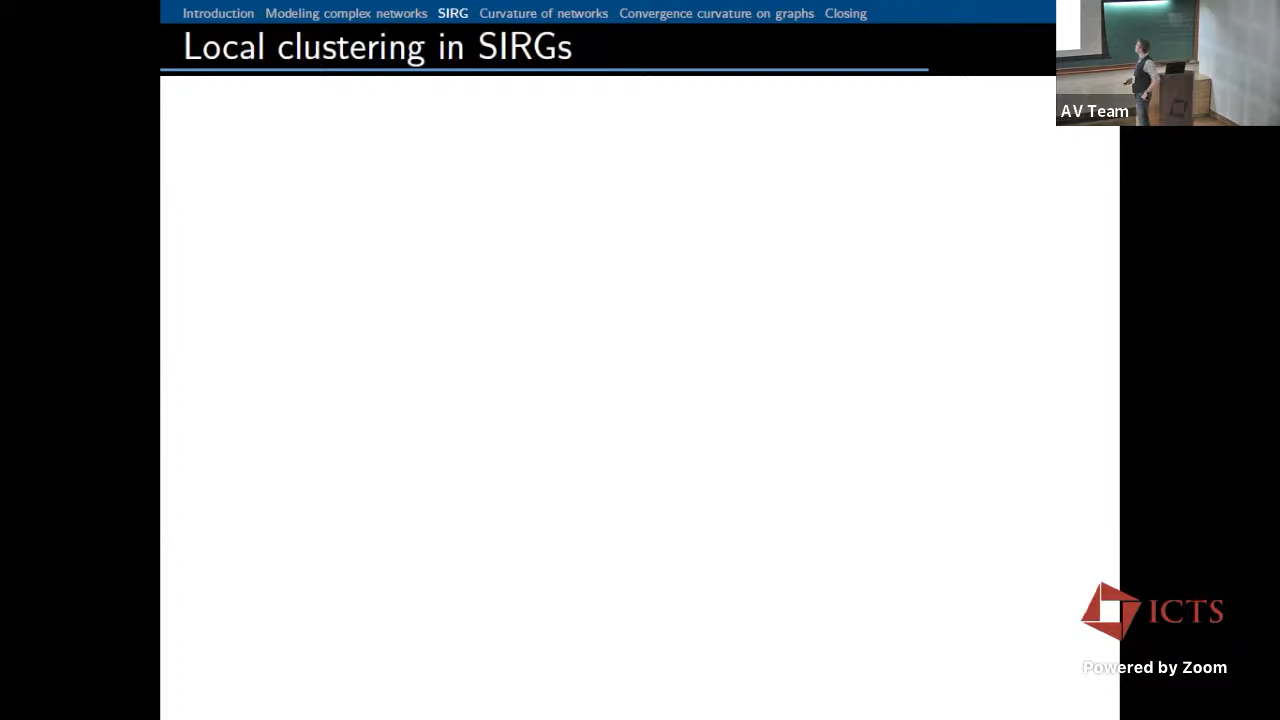 Introduction Modeling complex networks SIRG Curvature of networks Convergence curvature on graphs Closing
Local clustering in SIRGs
AV Team
ICTS
Powered by Zoom